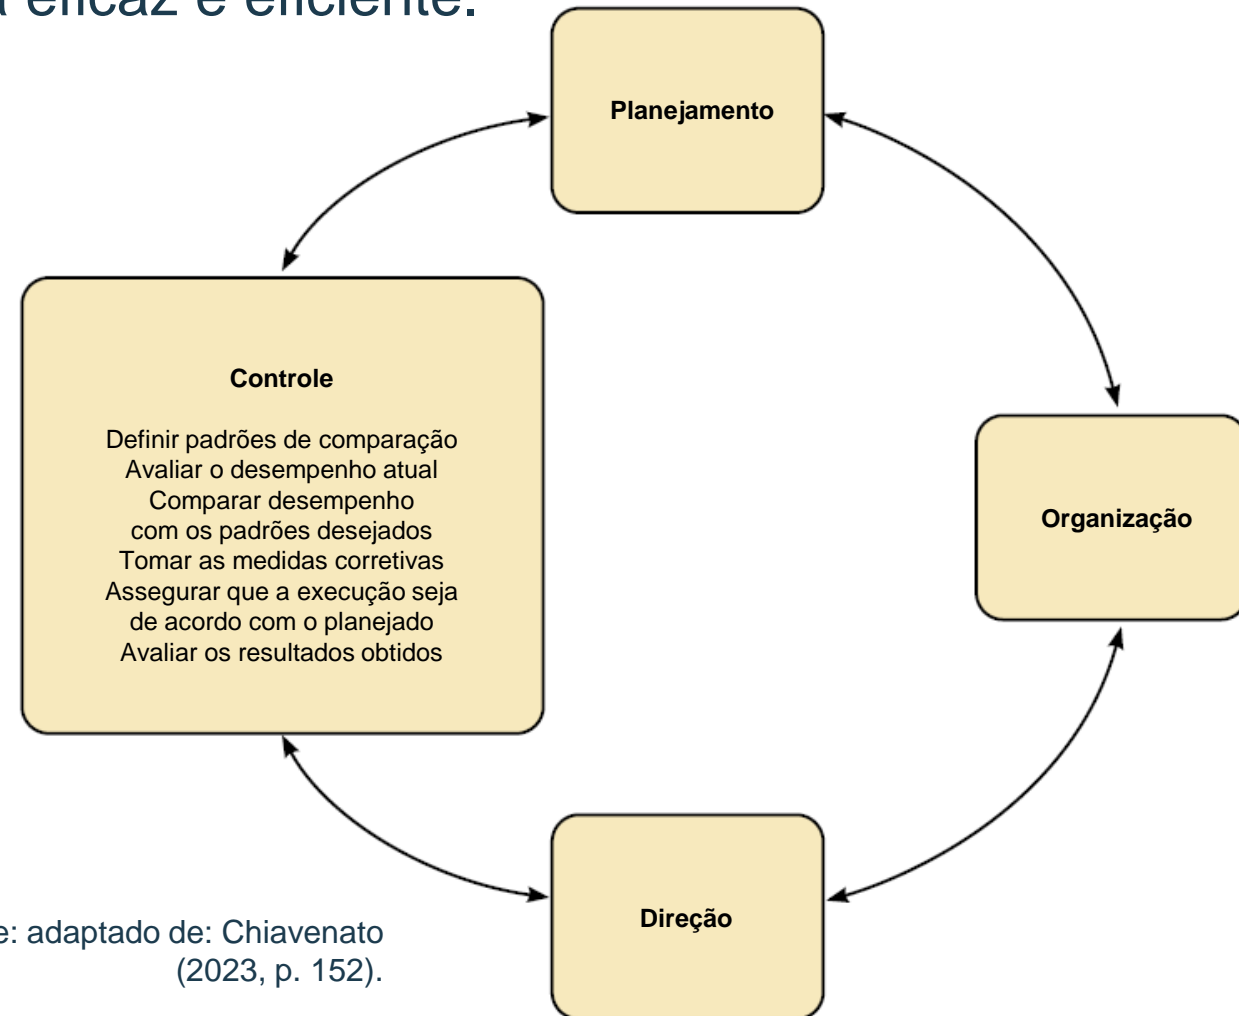 eficaz e eficiente.
Planejamento
Controle
Definir padrões de comparação
Avaliar o desempenho atual
Comparar desempenho
com os padrões desejados
Tomar as medidas corretivas
Assegurar que a execução seja
de acordo com o planejado
Avaliar os resultados obtidos
Organização
Direção
adaptado de: Chiavenato
(2023, p. 152).